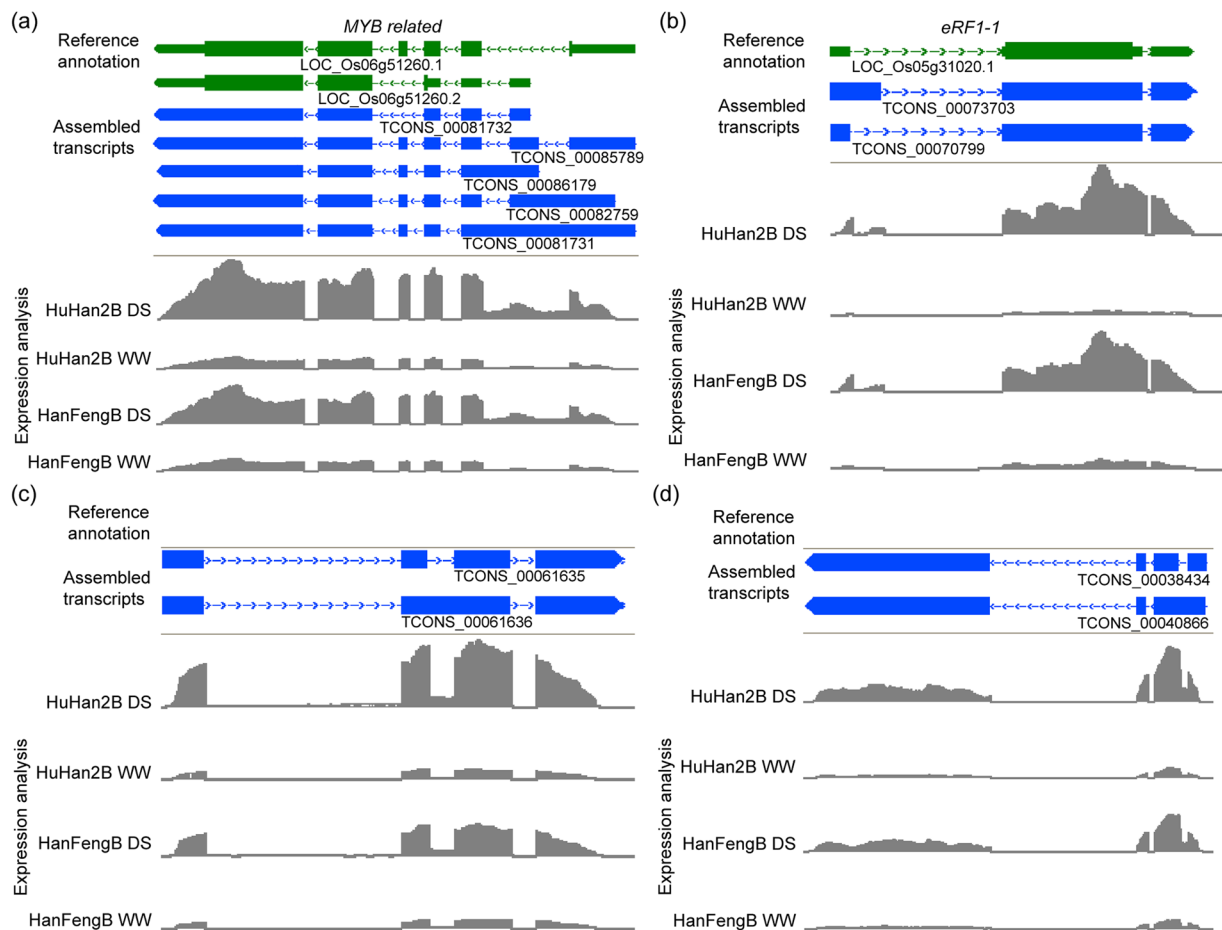 (a)
MYB related
Reference
annotation
LOC_Os06g51260.1
LOC_Os06g51260.2
Assembled
transcripts
TCONS_00081732
TCONS_00085789
TCONS_00086179
TCONS_00082759
TCONS_00081731
Expression analysis
HuHan2B DS
HuHan2B WW
HanFengB DS
HanFengB WW
(b)
eRF1-1
Reference
annotation
LOC_Os05g31020.1
Assembled
transcripts
TCONS_00073703
TCONS_00070799
Expression analysis
HuHan2B DS
HuHan2B WW
HanFengB DS
HanFengB WW
(c)
Reference
annotation
Assembled
transcripts
TCONS_00061635
TCONS_00061636
Expression analysis
HuHan2B DS
HuHan2B WW
HanFengB DS
HanFengB WW
(d)
Reference
annotation
Assembled
transcripts
TCONS_00038434
TCONS_00040866
Expression analysis
HuHan2B DS
HuHan2B WW
HanFengB DS
HanFengB WW